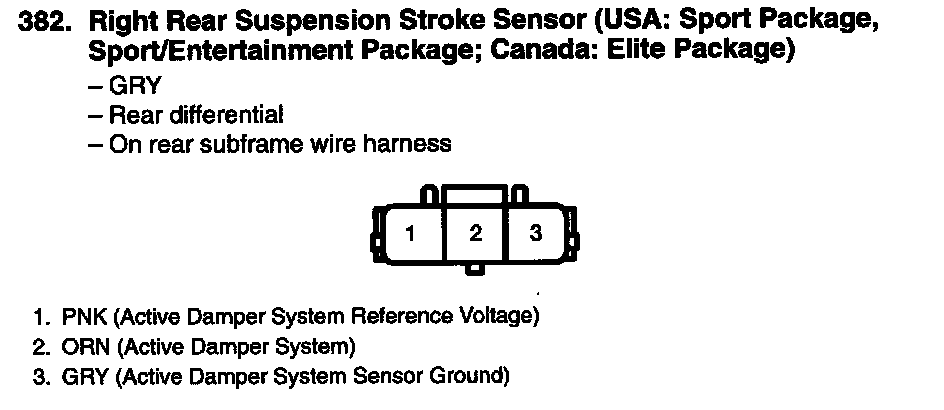 382. Right Rear Suspension Stroke Sensor (USA: Sport Package,
Sport/Entertainment Package; Canada: Elite Package)
– GRY
– Rear differential
– On rear subframe wire harness
1 2 3
1. PNK (Active Damper System Reference Voltage)
2. ORN (Active Damper System)
3. GRY (Active Damper System Sensor Ground)